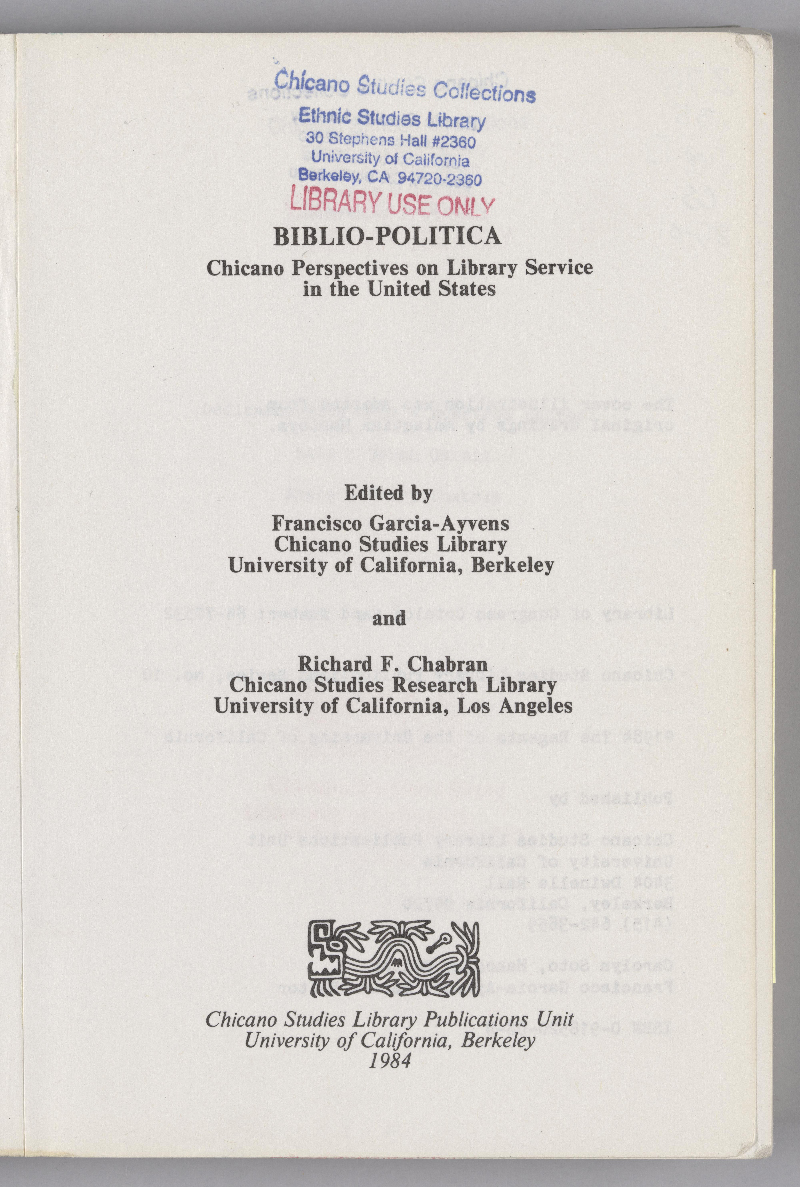 Chicano Studies Collections
Ethnic Studies Library
30 Stephens Hall #2360
University of California
Berkeley, CA 94720-2360
LIBRARY USE ONLY
BIBLIO-POLITICA
Chicano Perspectives on Library Service
in the United States
Edited by
Francisco Garcia-Ayvens
Chicano Studies Library
University of California, Berkeley
and
Richard F. Chabran
Chicano Studies Research Library
University of California, Los Angeles
Chicano Studies Library Publications Unit
University of California, Berkeley
1984